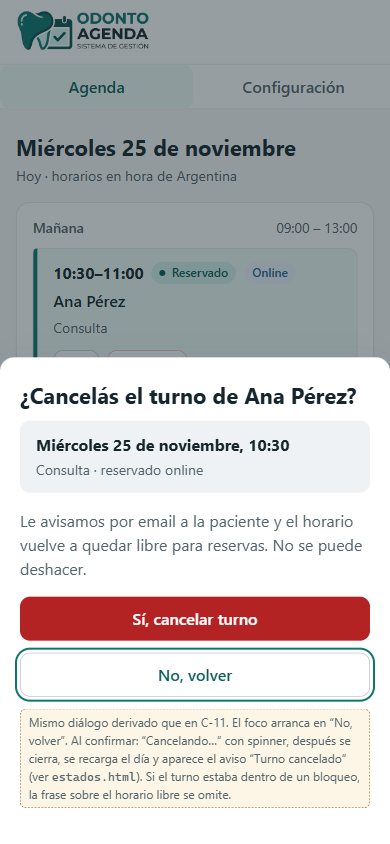 ODONTO
AGENDA
SISTEMA DE GESTIÓN
Agenda
Configuración
Miércoles 25 de noviembre
Hoy · horarios en hora de Argentina
Mañana
09:00 – 13:00
10:30–11:00
Reservado
Online
Ana Pérez
Consulta
¿Cancelás el turno de Ana Pérez?
Miércoles 25 de noviembre, 10:30
Consulta · reservado online
Le avisamos por email a la paciente y el horario
vuelve a quedar libre para reservas. No se puede
deshacer.
Sí, cancelar turno
No, volver
Mismo diálogo derivado que en C-11. El foco arranca en “No,
volver”. Al confirmar: “Cancelando…” con spinner, después se
cierra, se recarga el día y aparece el aviso “Turno cancelado”
(ver estados.html). Si el turno estaba dentro de un bloqueo,
la frase sobre el horario libre se omite.